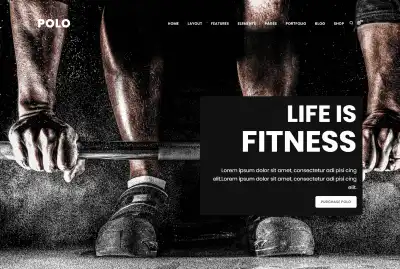 POLO
HOME LAYOUT FEATURES ELEMENTS PAGES PORTFOLIO BLOG SHOP
LIFE IS
FITNESS
Lorem ipsum dolor sit amet, consectetur adi pisi cing
elit.Lorem ipsum dolor sit amet, consectetur adi pisi cing
elit.
PURCHASE POLO